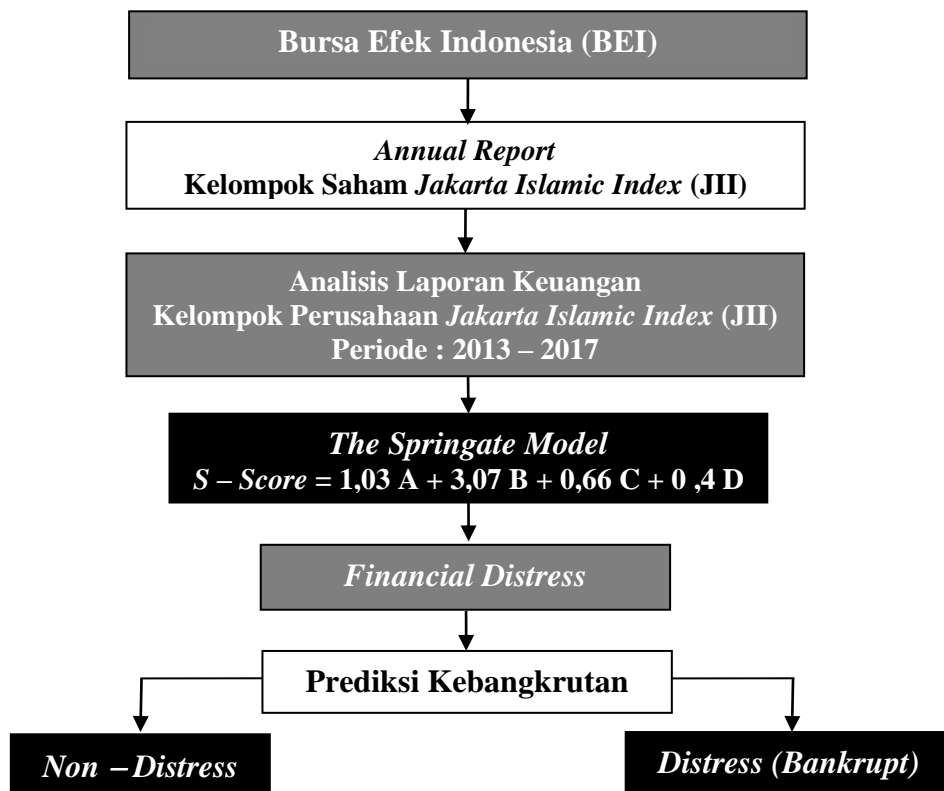 Bursa Efek Indonesia (BEI)
Annual Report
Kelompok Saham Jakarta Islamic Index (JII)
Analisis Laporan Keuangan
Kelompok Perusahaan Jakarta Islamic Index (JII)
Periode : 2013 – 2017
The Springate Model
S – Score = 1,03 A + 3,07 B + 0,66 C + 0 ,4 D
Financial Distress
Prediksi Kebangkrutan
Non – Distress
Distress (Bankrupt)